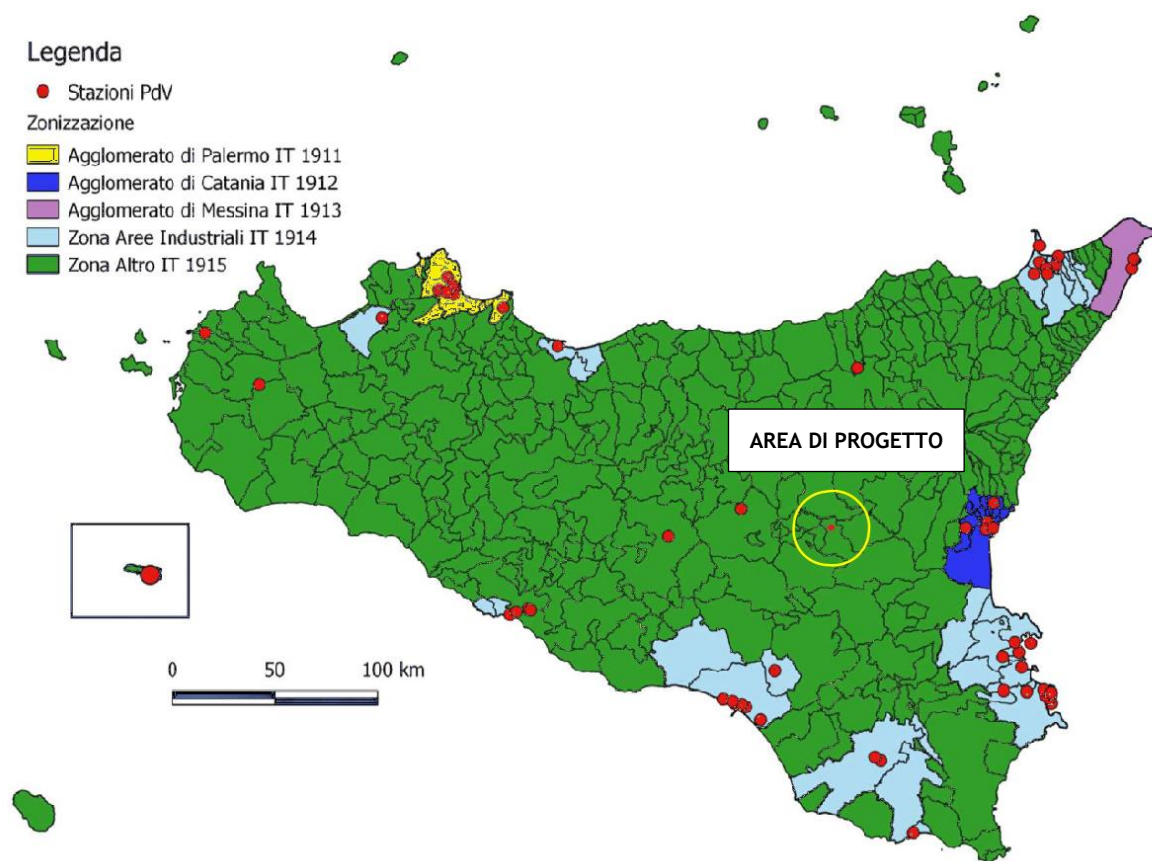 Legenda
Stazioni PdV
Zonizzazione
Agglomerato di Palermo IT 1911
Agglomerato di Catania IT 1912
Agglomerato di Messina IT 1913
Zona Aree Industriali IT 1914
Zona Altro IT 1915
AREA DI PROGETTO
0 50 100 km